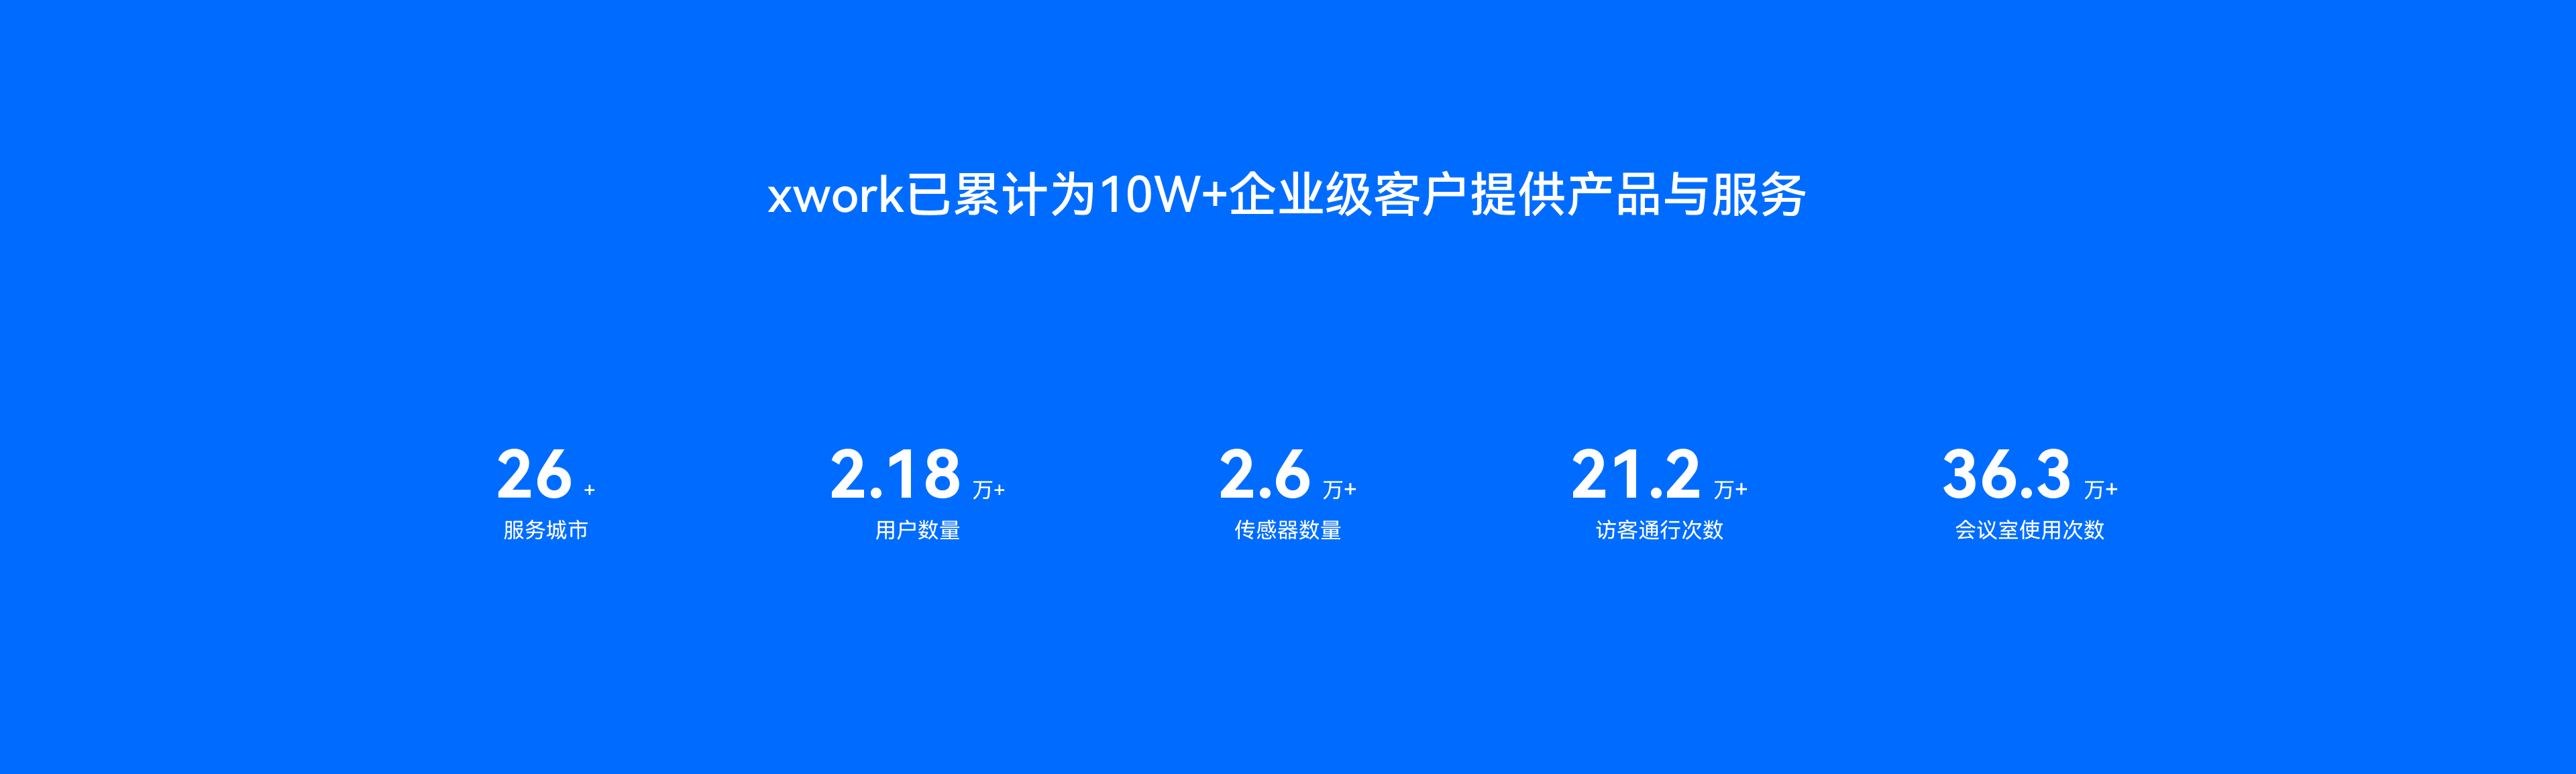 xwork已累计为10W+企业级客户提供产品与服务
26 +
服务城市
2.18 万+
用户数量
2.6 万+
传感器数量
21.2 万+
访客通行次数
36.3 万+
会议室使用次数